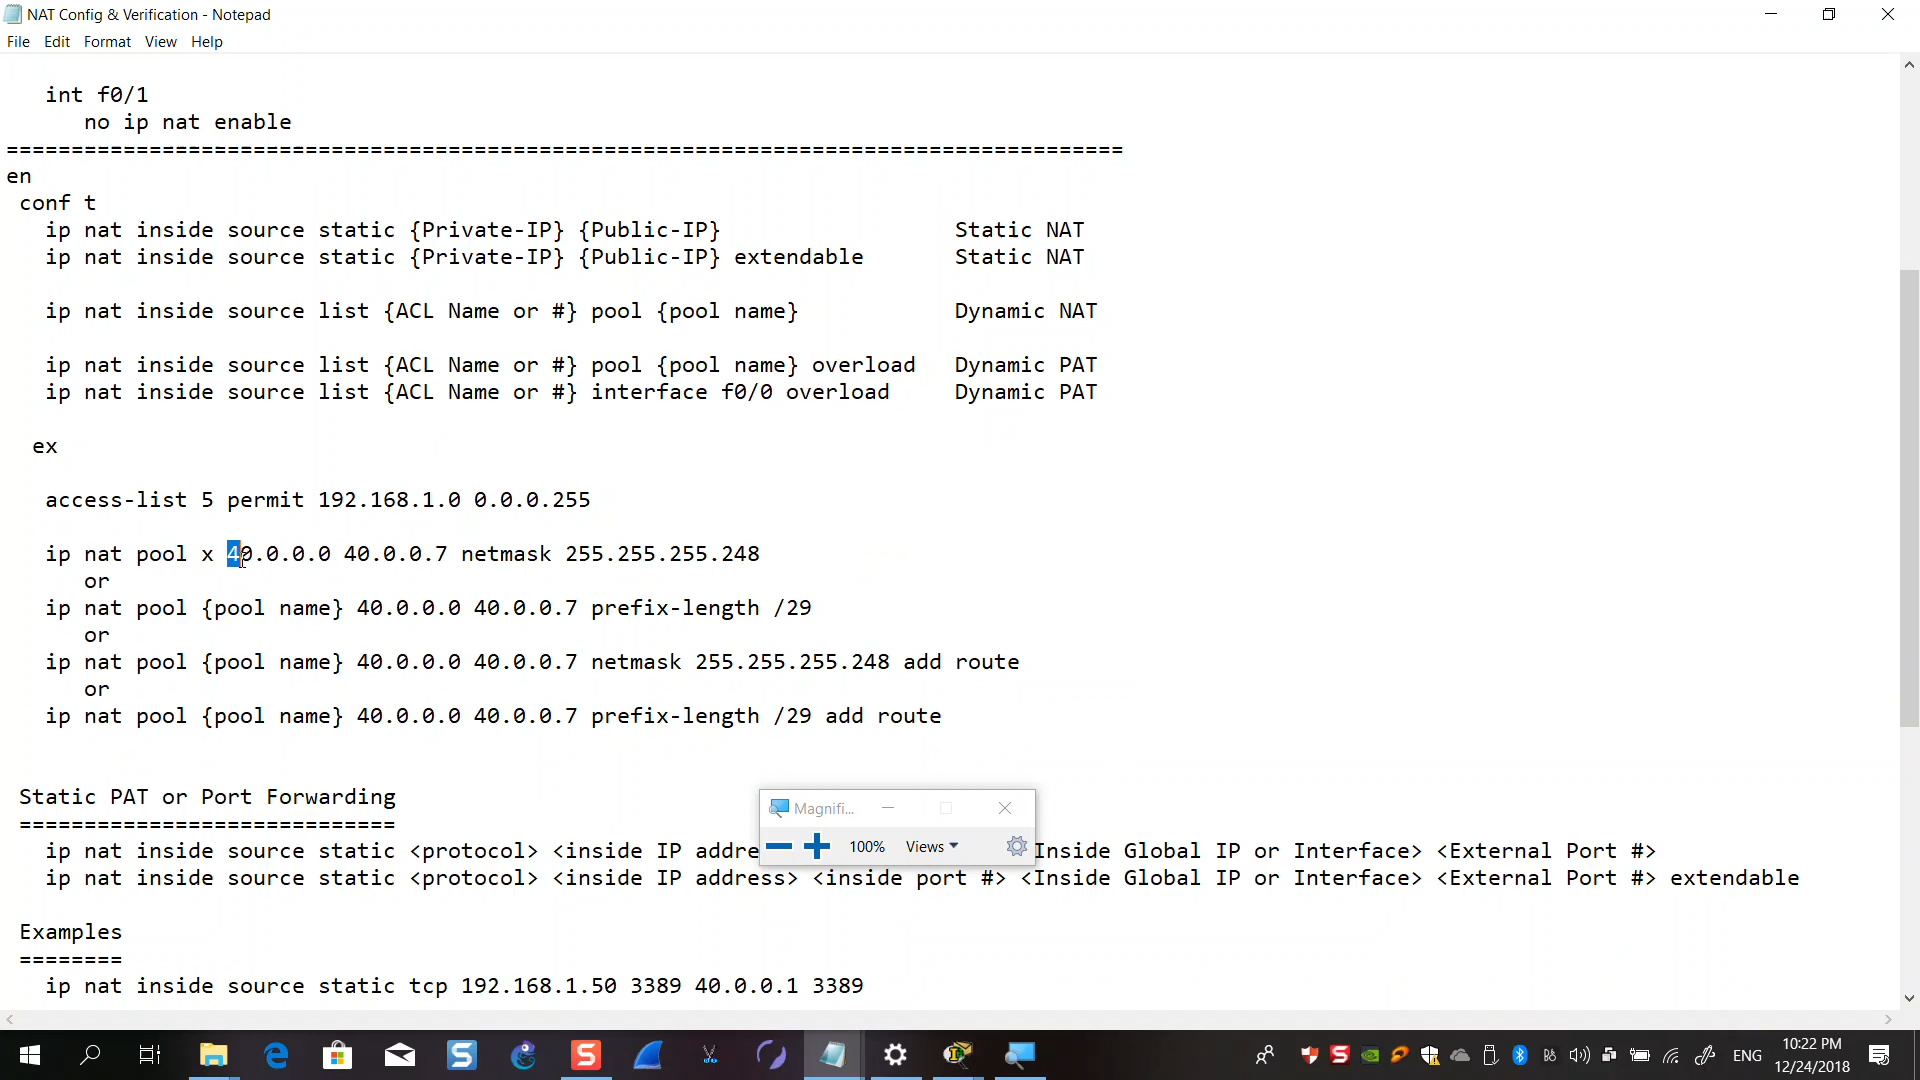 NAT Config & Verification - Notepad
File Edit Format View Help
int f0/1
no ip nat enable
======================================================================================
en
conf t
ip nat inside source static {Private-IP} {Public-IP} Static NAT
ip nat inside source static {Private-IP} {Public-IP} extendable Static NAT
ip nat inside source list {ACL Name or #} pool {pool name} Dynamic NAT
ip nat inside source list {ACL Name or #} pool {pool name} overload Dynamic PAT
ip nat inside source list {ACL Name or #} interface f0/0 overload Dynamic PAT
ex
access-list 5 permit 192.168.1.0 0.0.0.255
ip nat pool x 40.0.0.0 40.0.0.7 netmask 255.255.255.248
or
ip nat pool {pool name} 40.0.0.0 40.0.0.7 prefix-length /29
or
ip nat pool {pool name} 40.0.0.0 40.0.0.7 netmask 255.255.255.248 add route
or
ip nat pool {pool name} 40.0.0.0 40.0.0.7 prefix-length /29 add route
Static PAT or Port Forwarding
=============================
Magnifi...
100% Views
ip nat inside source static <protocol> <inside IP addre Inside Global IP or Interface> <External Port #>
ip nat inside source static <protocol> <inside IP address> <inside port #> <Inside Global IP or Interface> <External Port #> extendable
Examples
========
ip nat inside source static tcp 192.168.1.50 3389 40.0.0.1 3389
ENG
10:22 PM
12/24/2018